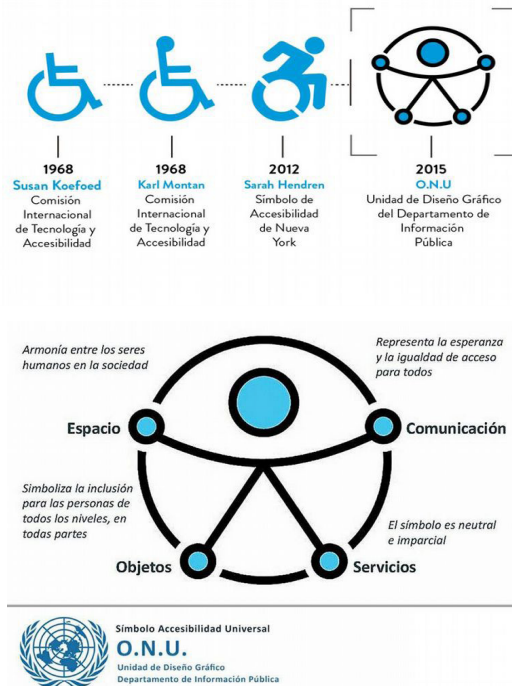 1968
Susan Koefoed
Comisión
Internacional
de Tecnología y
Accesibilidad
1968
Karl Montan
Comisión
Internacional
de Tecnología y
Accesibilidad
2012
Sarah Hendren
Símbolo de
Accesibilidad
de Nueva
York
2015
O.N.U
Unidad de Diseño Gráfico
del Departamento de
Información
Pública
Armonía entre los seres
humanos en la sociedad
Representa la esperanza
y la igualdad de acceso
para todos
Espacio
Comunicación
Simboliza la inclusión
para las personas de
todos los niveles, en
todas partes
El símbolo es neutral
e imparcial
Objetos
Servicios
Símbolo Accesibilidad Universal
O.N.U.
Unidad de Diseño Gráfico
Departamento de Información Pública